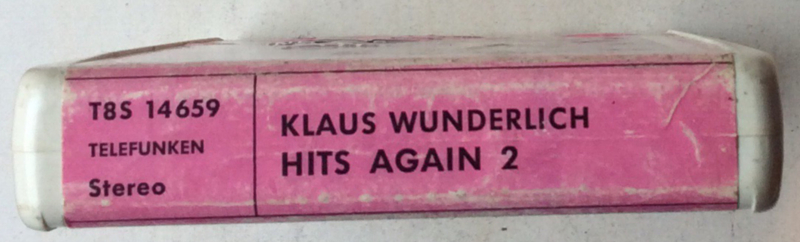 T8S 14659
TELEFUNKEN
Stereo
KLAUS WUNDERLICH
HITS AGAIN 2